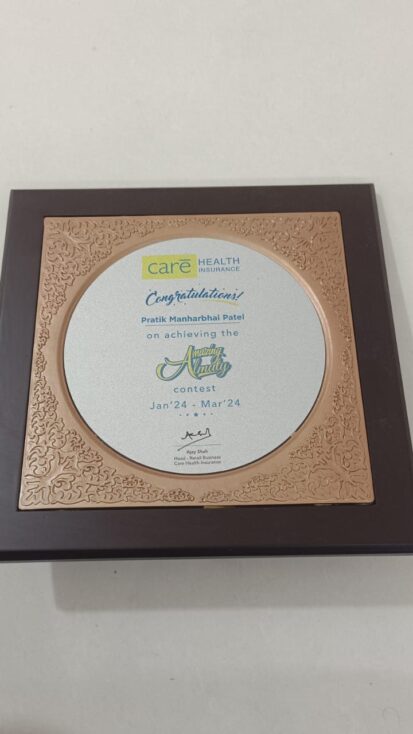 care HEALTH
INSURANCE
Congratulations!
Pratik Manharbhai Patel
on achieving the
Amazing
Almaty
contest
Jan'24 - Mar'24
Ajay Shah
Head - Retail Business
Care Health Insurance